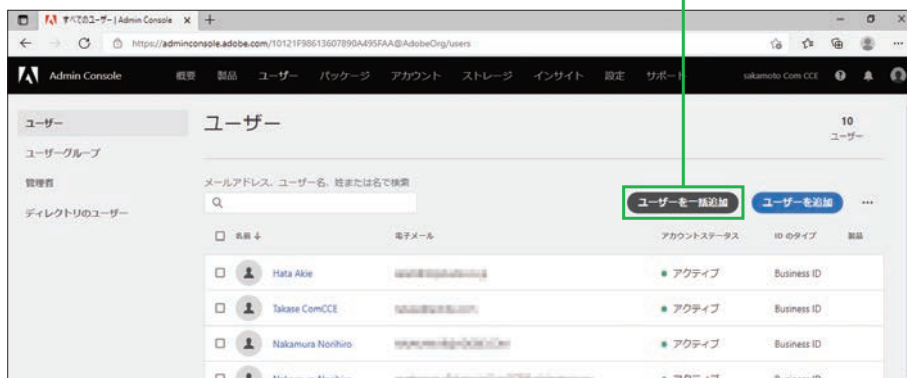 すべてのユーザー | Admin Console
https://adminconsole.adobe.com/10121F98613607890A495FAA@AdobeOrg/users
Admin Console 概要 製品 ユーザー パッケージ アカウント ストレージ インサイト 設定 サポート sakamoto Com CCE
ユーザー
ユーザーグループ
管理者
ディレクトリのユーザー
ユーザー
10
ユーザー
メールアドレス、ユーザー名、姓または名で検索
ユーザーを一括追加 ユーザーを追加
名前 ↓ 電子メール アカウントステータス ID のタイプ 製品
Hata Akie アクティブ Business ID
Takase ComCCE アクティブ Business ID
Nakamura Norihiro アクティブ Business ID